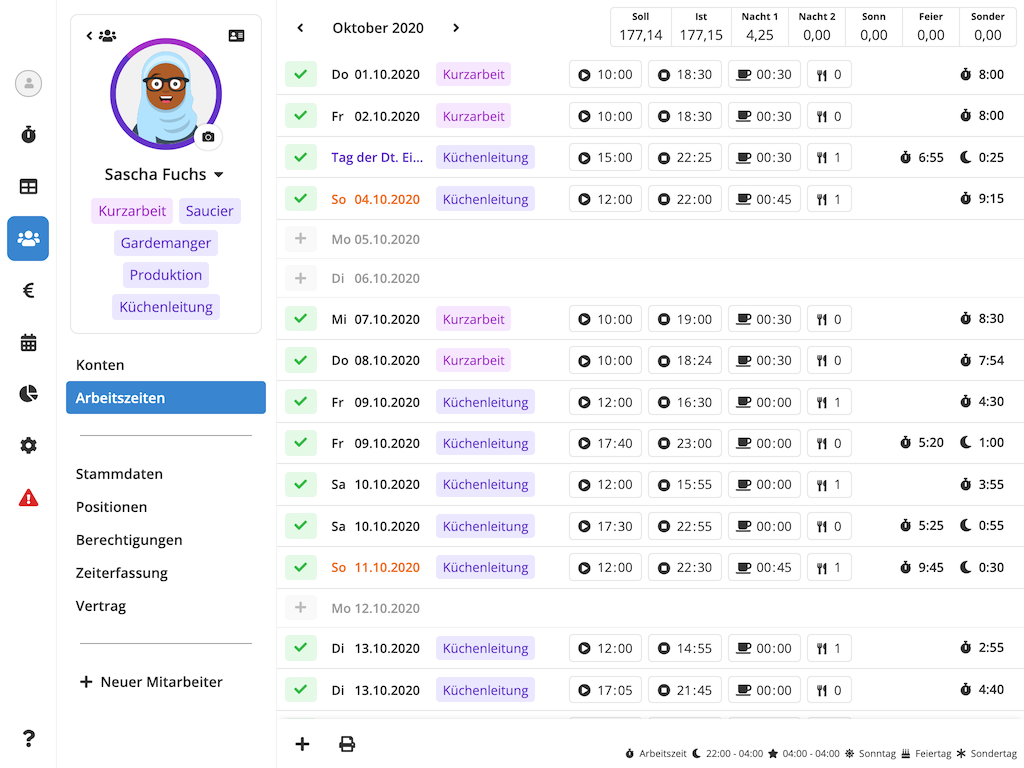 Oktober 2020
Soll Ist Nacht 1 Nacht 2 Sonn Feier Sonder
177,14 177,15 4,25 0,00 0,00 0,00 0,00
Sascha Fuchs
Kurzarbeit Saucier
Gardemanger
Produktion
Küchenleitung
Konten
Arbeitszeiten
Stammdaten
Positionen
Berechtigungen
Zeiterfassung
Vertrag
+ Neuer Mitarbeiter
€
?
Do 01.10.2020 Kurzarbeit 10:00 18:30 00:30 0 8:00
Fr 02.10.2020 Kurzarbeit 10:00 18:30 00:30 0 8:00
Tag der Dt. Ei... Küchenleitung 15:00 22:25 00:30 1 6:55 0:25
So 04.10.2020 Küchenleitung 12:00 22:00 00:45 1 9:15
+ Mo 05.10.2020
+ Di 06.10.2020
Mi 07.10.2020 Kurzarbeit 10:00 19:00 00:30 0 8:30
Do 08.10.2020 Kurzarbeit 10:00 18:24 00:30 0 7:54
Fr 09.10.2020 Küchenleitung 12:00 16:30 00:00 1 4:30
Fr 09.10.2020 Küchenleitung 17:40 23:00 00:00 0 5:20 1:00
Sa 10.10.2020 Küchenleitung 12:00 15:55 00:00 1 3:55
Sa 10.10.2020 Küchenleitung 17:30 22:55 00:00 0 5:25 0:55
So 11.10.2020 Küchenleitung 12:00 22:30 00:45 1 9:45 0:30
+ Mo 12.10.2020
Di 13.10.2020 Küchenleitung 12:00 14:55 00:00 1 2:55
Di 13.10.2020 Küchenleitung 17:05 21:45 00:00 0 4:40
+
Arbeitszeit 22:00 - 04:00 04:00 - 04:00 Sonntag Feiertag Sondertag